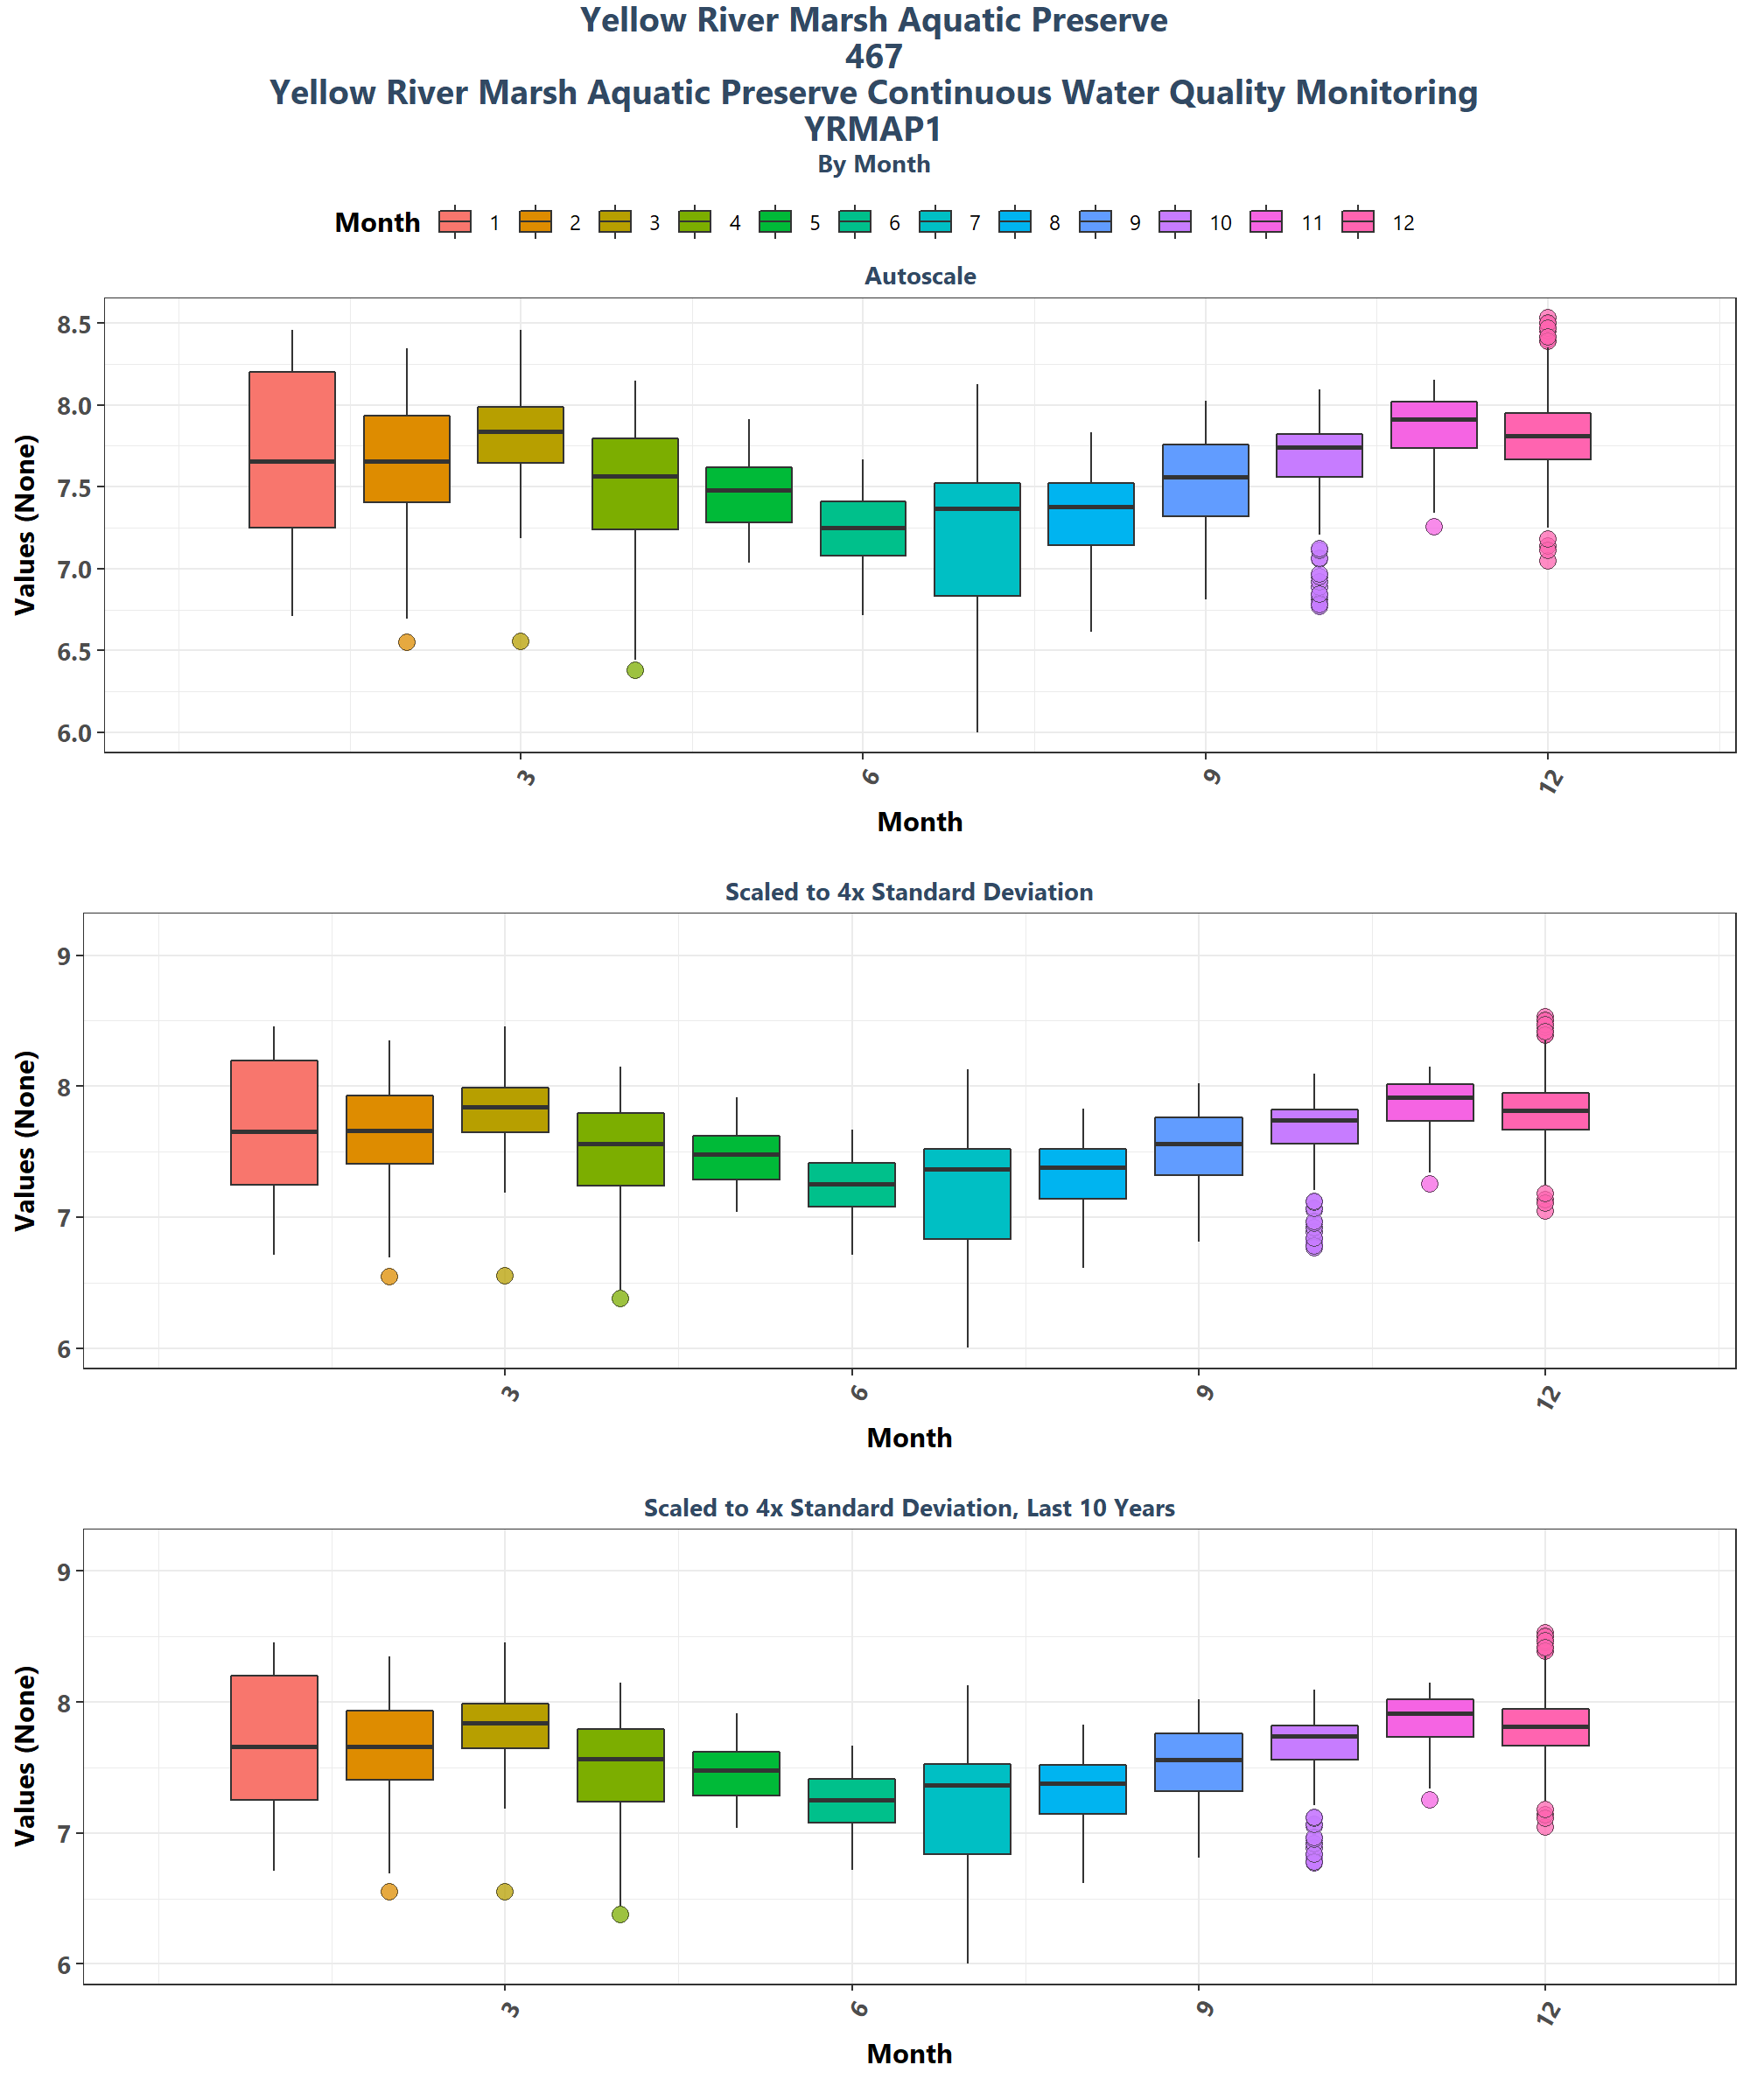 Yellow River Marsh Aquatic Preserve
467
Yellow River Marsh Aquatic Preserve Continuous Water Quality Monitoring
YRMAP1
By Month
Month 1 2 3 4 5 6 7 8 9 10 11 12
Autoscale
Values (None)
8.5
8.0
7.5
7.0
6.5
6.0
3 6 9 12
Month
Scaled to 4x Standard Deviation
Values (None)
9
8
7
6
3 6 9 12
Month
Scaled to 4x Standard Deviation, Last 10 Years
Values (None)
9
8
7
6
3 6 9 12
Month